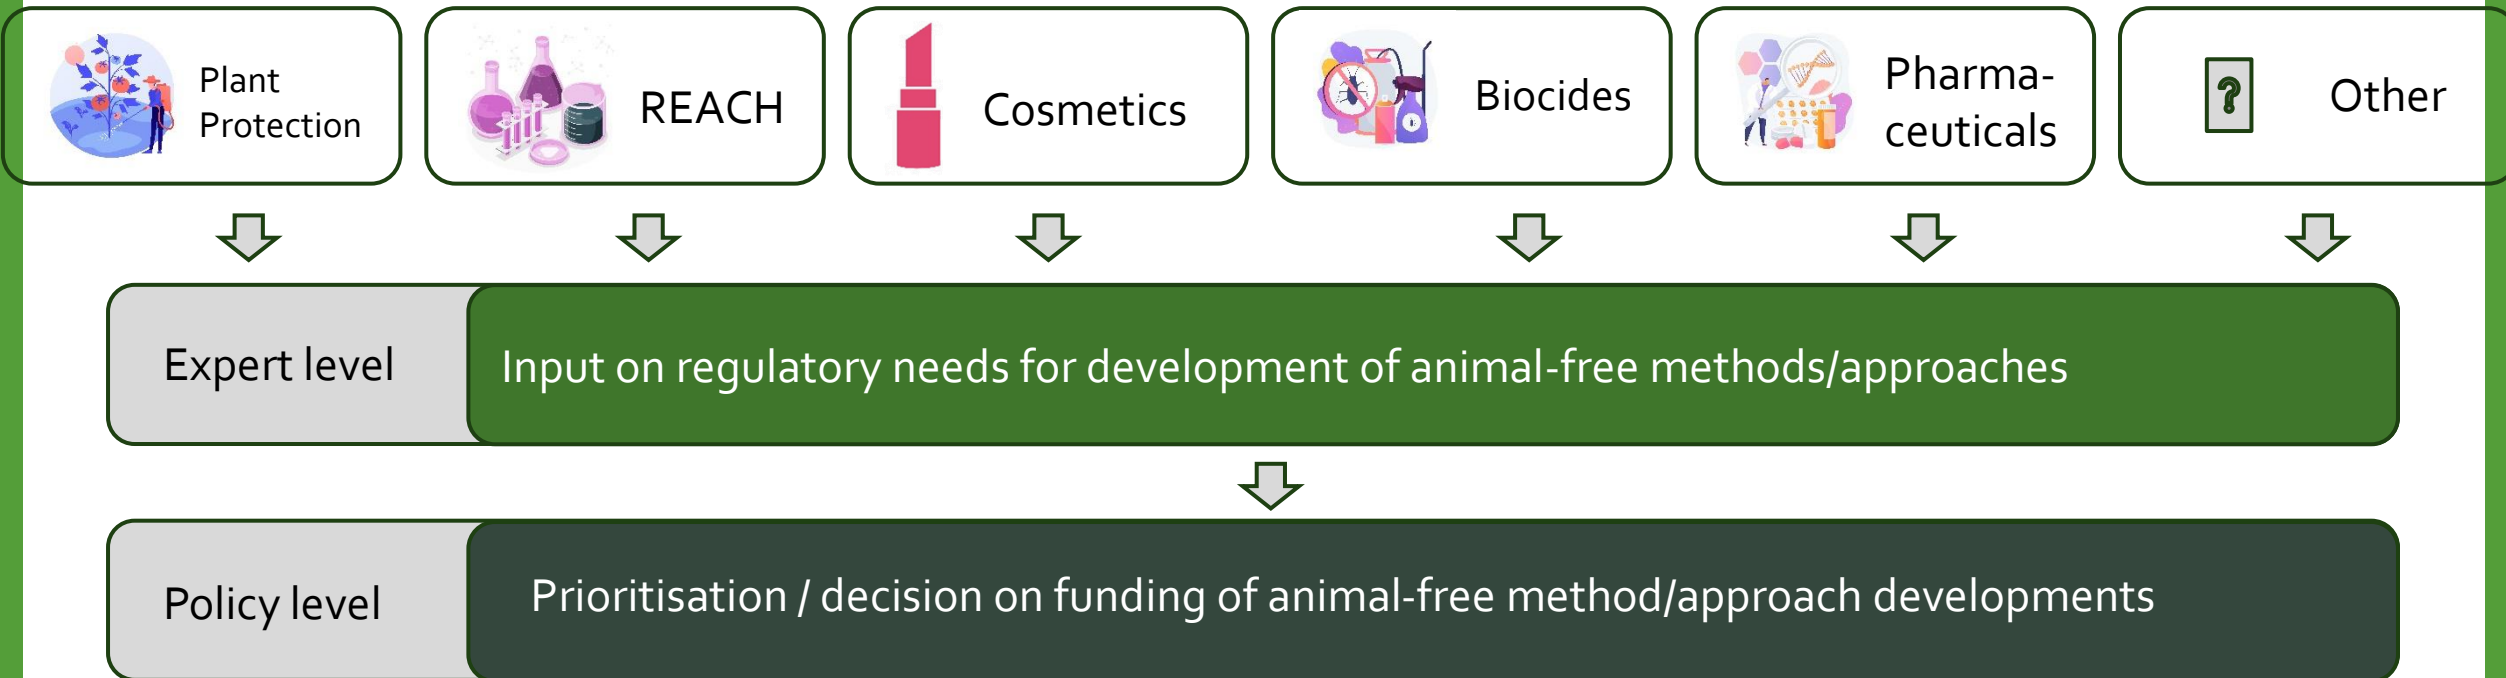 Plant
Protection
REACH
Cosmetics
Biocides
Pharma-
ceuticals
?
Other
Expert level
Input on regulatory needs for development of animal-free methods/approaches
Policy level
Prioritisation / decision on funding of animal-free method/approach developments